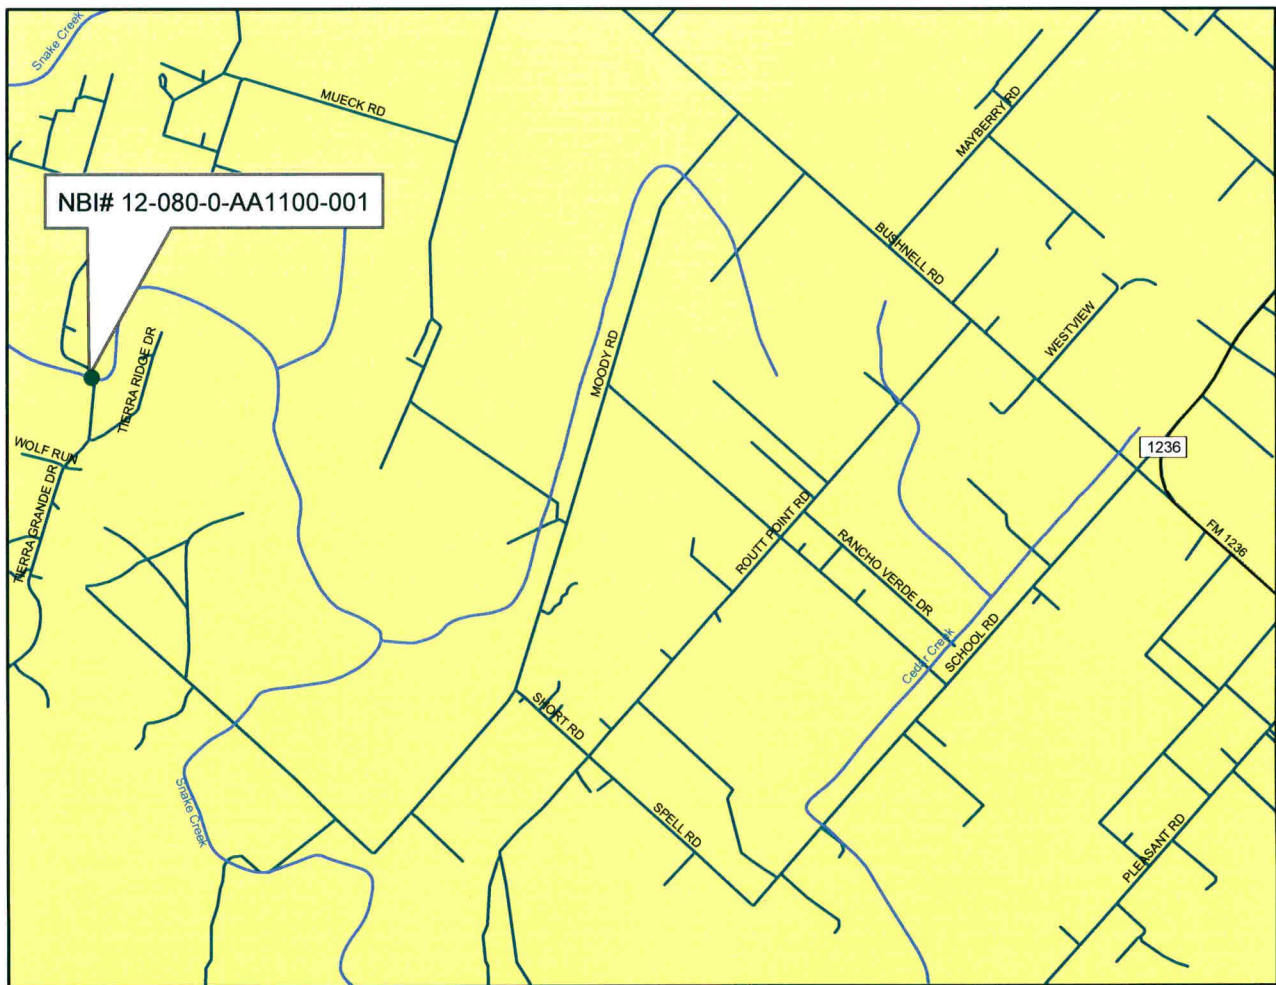 Snake Creek
MUECK RD
MAYBERRY RD
NBI# 12-080-0-AA1100-001
BUSHNELL RD
WESTVIEW
TIERRA RIDGE DR
MOODY RD
WOLF RUN
1236
TIERRA GRANDE DR
ROUTT POINT RD
RANCHO VERDE DR
FM 1236
Cedar Creek
SCHOOL RD
SHORT RD
Snake Creek
SPELL RD
PLEASANT RD